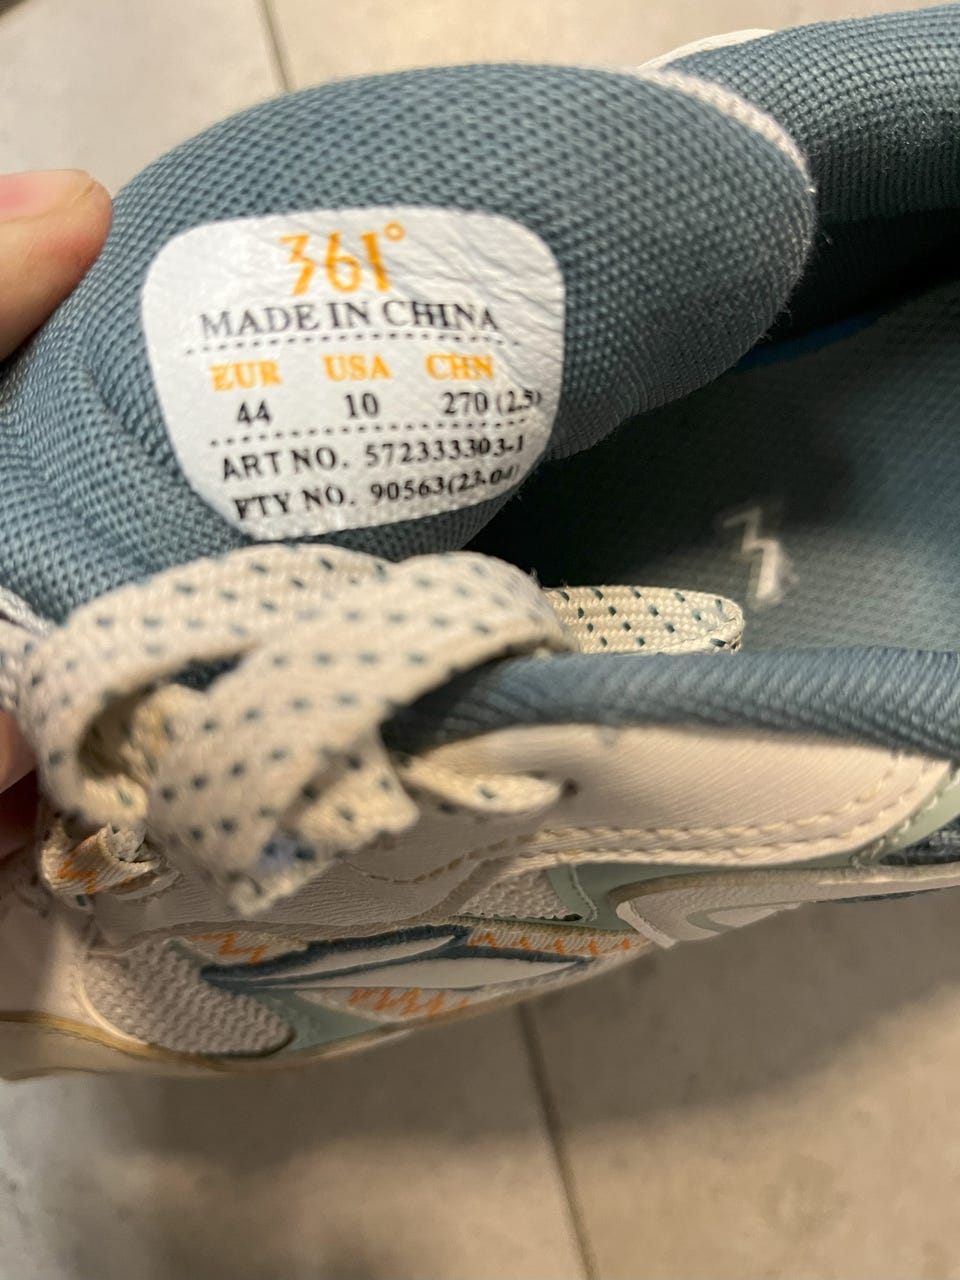 361°
MADE IN CHINA
EUR USA CHN
44 10 270 (2.5)
ART NO. 572333303-1
FTY NO. 90563(23.04)